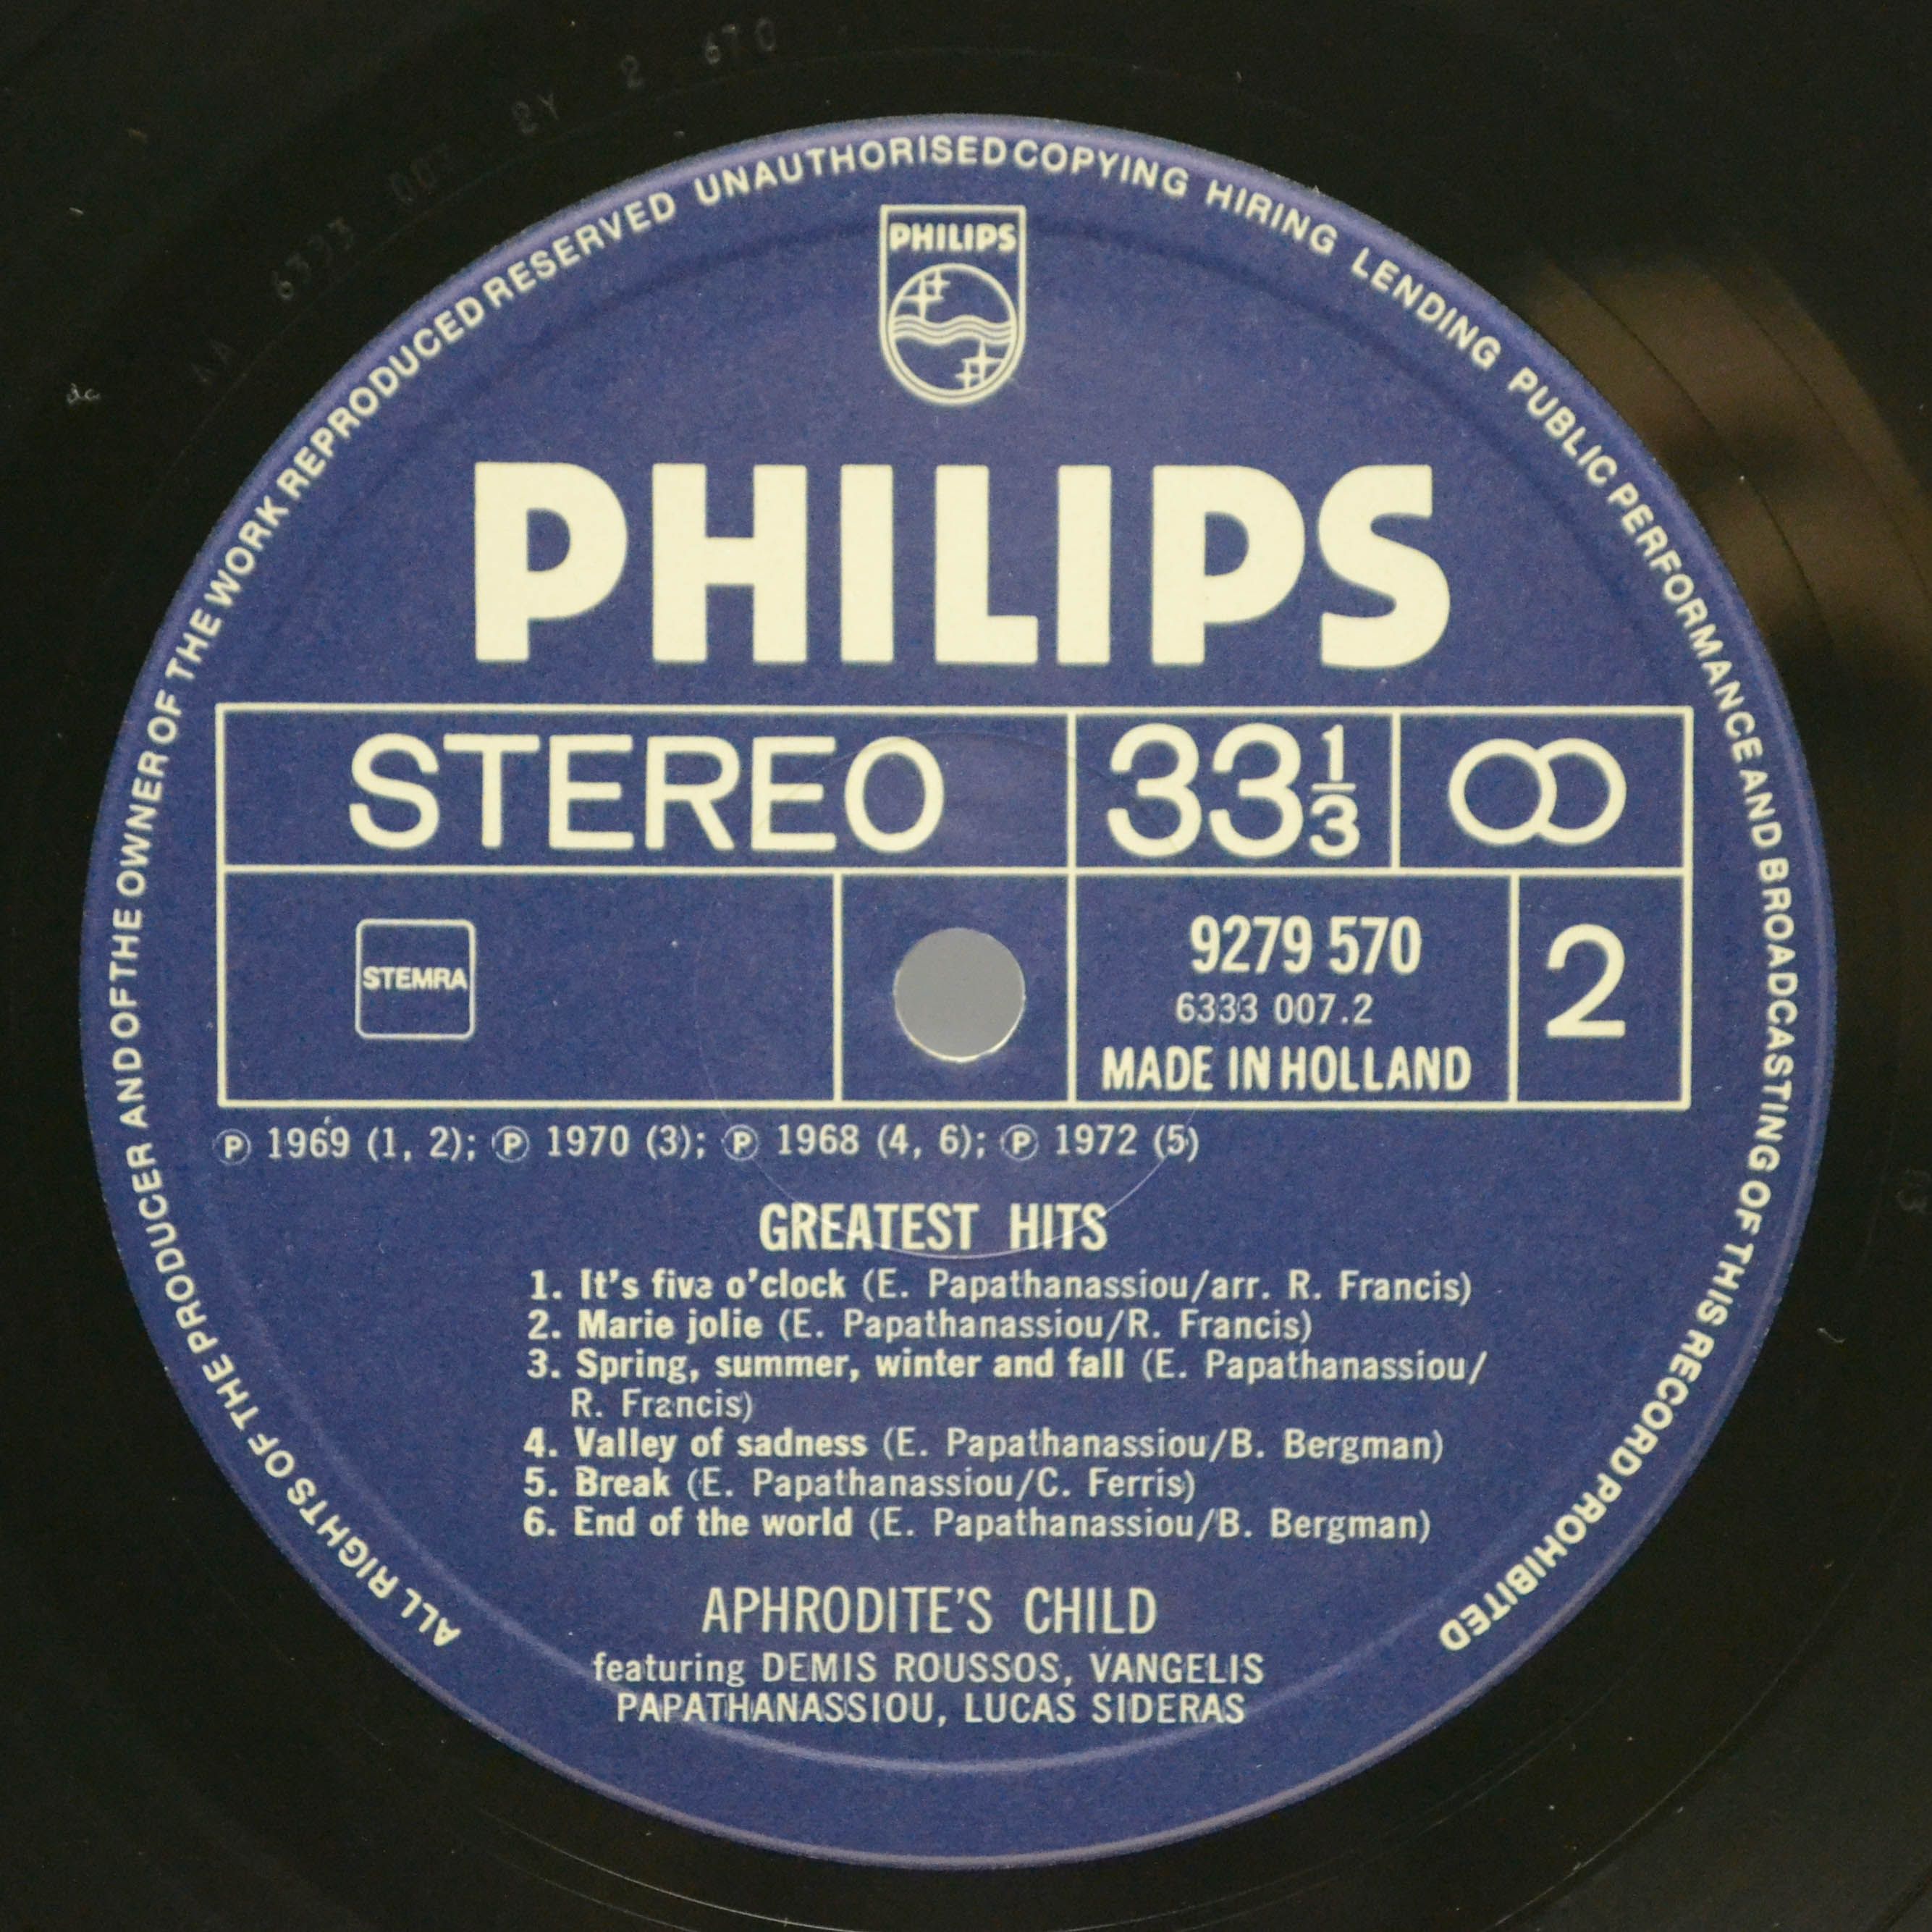 ALL RIGHTS OF THE PRODUCER AND OF THE OWNER OF THE WORK REPRODUCED RESERVED UNAUTHORISED COPYING HIRING LENDING PUBLIC PERFORMANCE AND BROADCASTING OF THIS RECORD PROHIBITED
PHILIPS
PHILIPS
STEREO 33 1/3
STEMRA
9279 570
6333 007.2
MADE IN HOLLAND
2
Ⓟ 1969 (1, 2); Ⓟ 1970 (3); Ⓟ 1968 (4, 6); Ⓟ 1972 (5)
GREATEST HITS
1. It's five o'clock (E. Papathanassiou/arr. R. Francis)
2. Marie jolie (E. Papathanassiou/R. Francis)
3. Spring, summer, winter and fall (E. Papathanassiou/
R. Francis)
4. Valley of sadness (E. Papathanassiou/B. Bergman)
5. Break (E. Papathanassiou/C. Ferris)
6. End of the world (E. Papathanassiou/B. Bergman)
APHRODITE'S CHILD
featuring DEMIS ROUSSOS, VANGELIS
PAPATHANASSIOU, LUCAS SIDERAS